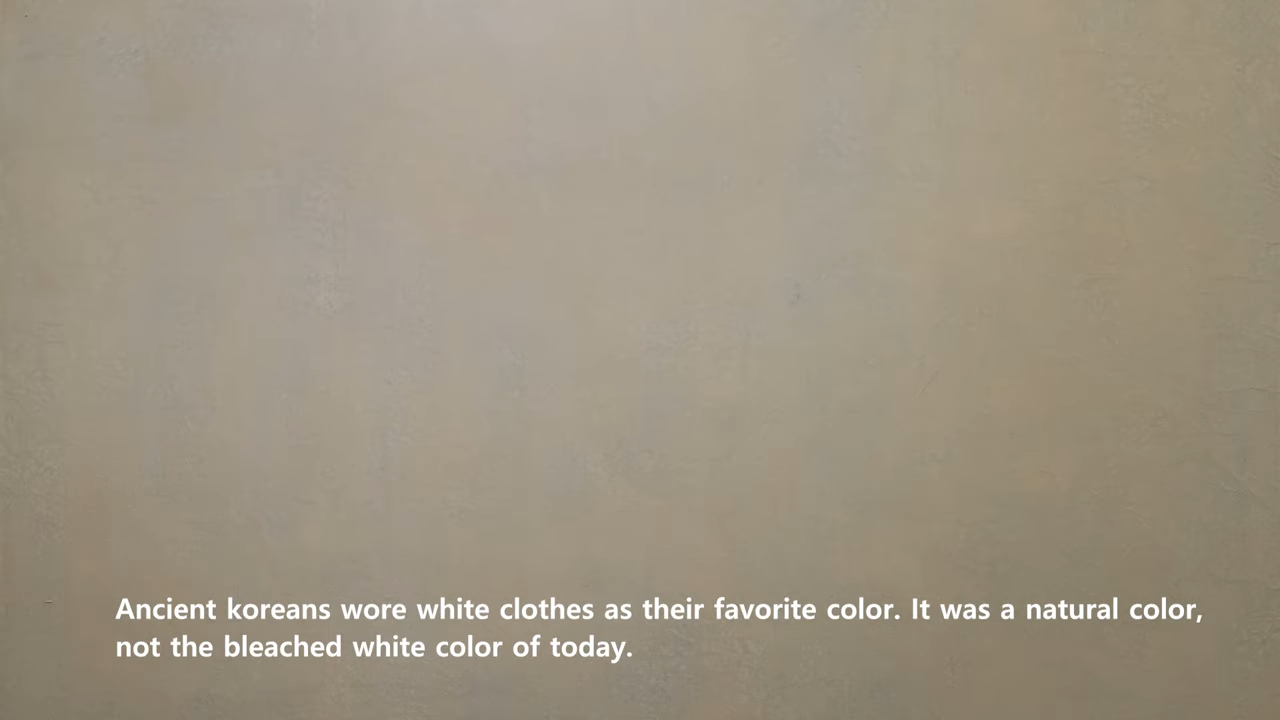 Ancient koreans wore white clothes as their favorite color. It was a natural color,
not the bleached white color of today.